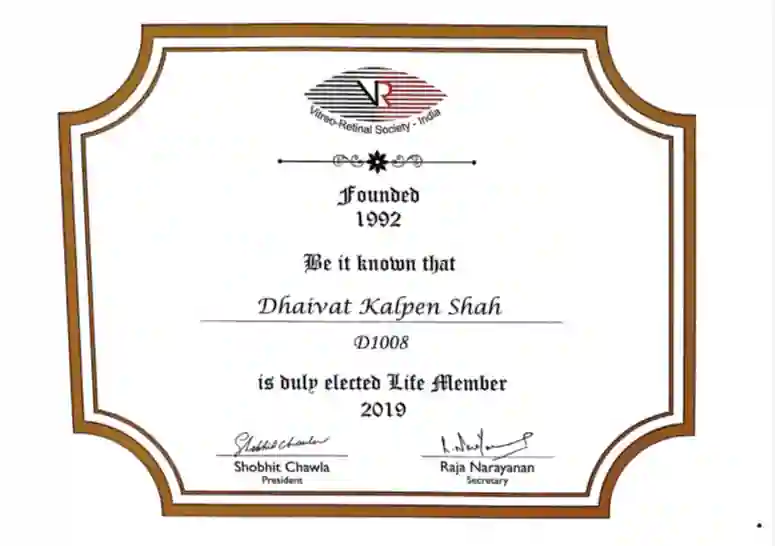 VR
Vitreo-Retinal Society - India
Founded
1992
Be it known that
Dhaivat Kalpen Shah
D1008
is duly elected Life Member
2019
Shobhit Chawla
Shobhit Chawla
President
Raja Narayanan
Secretary